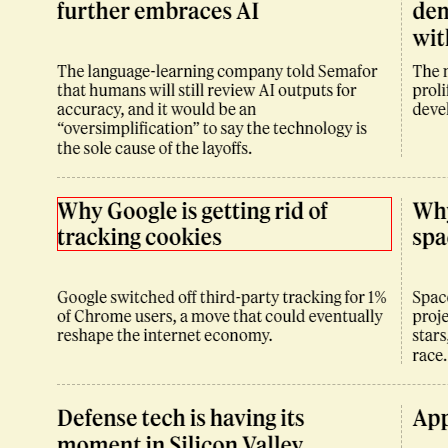 further embraces AI
The language-learning company told Semafor
that humans will still review AI outputs for
accuracy, and it would be an
“oversimplification” to say the technology is
the sole cause of the layoffs.
den
wit
The r
proli
devel
Why Google is getting rid of
tracking cookies
Google switched off third-party tracking for 1%
of Chrome users, a move that could eventually
reshape the internet economy.
Why
spa
Spac
proje
stars,
race.
Defense tech is having its
moment in Silicon Valley
App